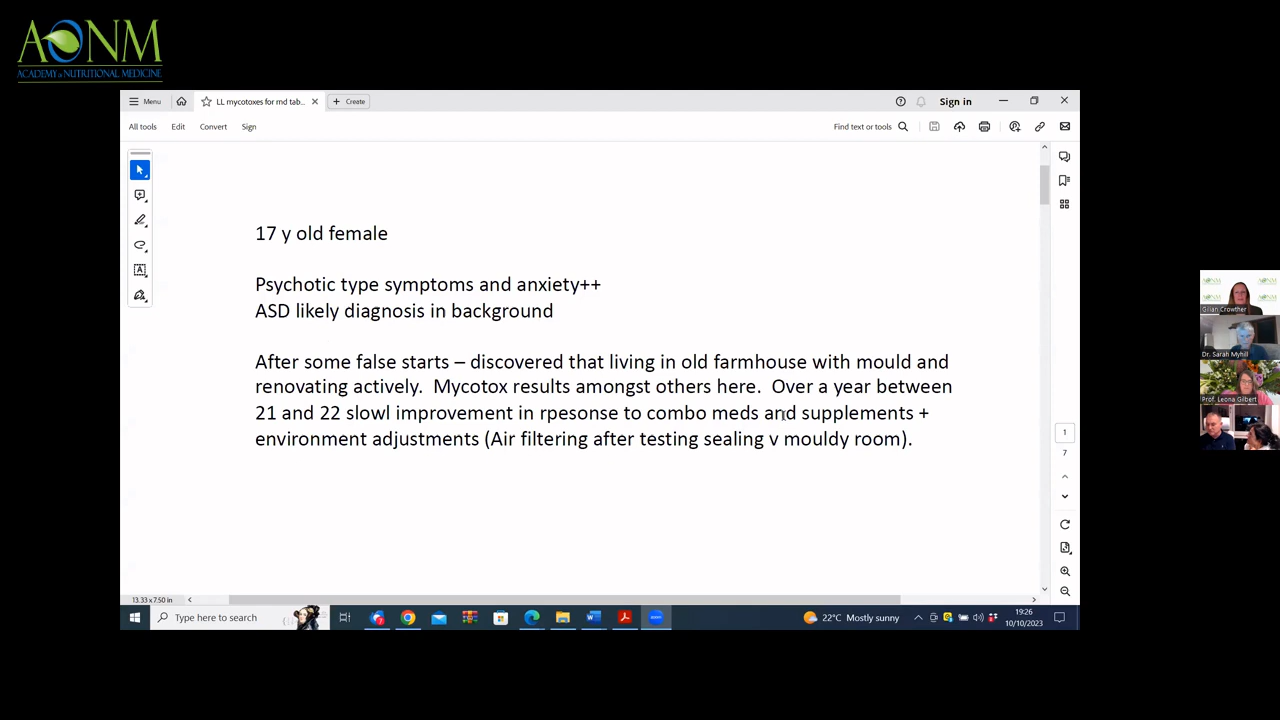 AONM
ACADEMY of NUTRITIONAL MEDICINE
Menu
LL mycotoxes for md tab...
Create
Sign in
All tools
Edit
Convert
Sign
Find text or tools
17 y old female
Psychotic type symptoms and anxiety++
ASD likely diagnosis in background
After some false starts – discovered that living in old farmhouse with mould and
renovating actively.  Mycotox results amongst others here.  Over a year between
21 and 22 slowl improvement in rpesonse to combo meds and supplements +
environment adjustments (Air filtering after testing sealing v mouldy room).
1
7
Gilian Crowther
Dr. Sarah Myhill
Prof. Leona Gilbert
13.33 x 7.50 in
Type here to search
22°C Mostly sunny
19:26
10/10/2023